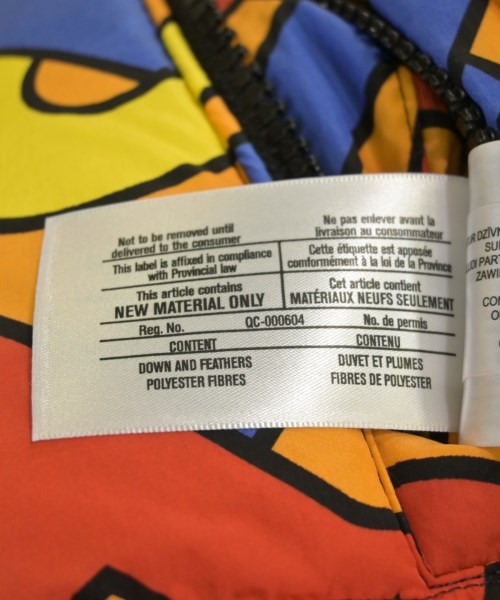 Not to be removed until
delivered to the consumer
Ne pas enlever avant la
livraison au consommateur
This label is affixed in compliance
with Provincial law
Cette étiquette est apposée
conformément à la loi de la Province
This article contains
NEW MATERIAL ONLY
Cet article contient
MATÉRIAUX NEUFS SEULEMENT
Reg. No. QC-000604 No. de permis
CONTENT CONTENU
DOWN AND FEATHERS
POLYESTER FIBRES
DUVET ET PLUMES
FIBRES DE POLYESTER
DZĪVN
PART
ZAWI